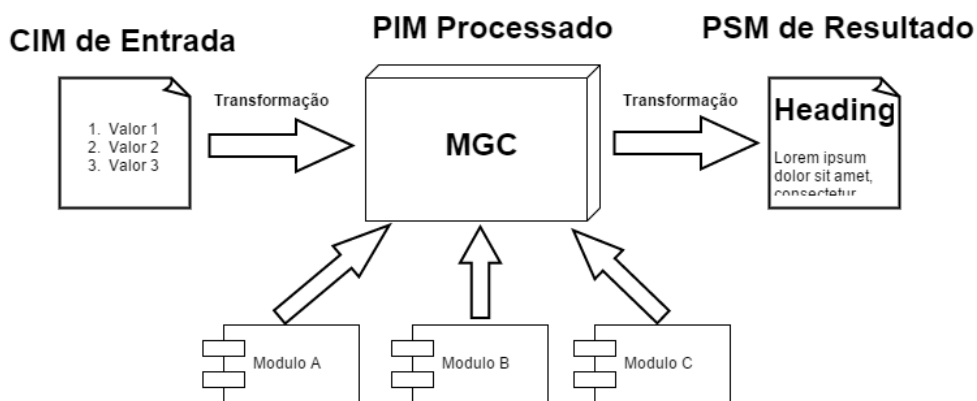 CIM de Entrada
PIM Processado
PSM de Resultado
Transformação
Transformação
1. Valor 1
2. Valor 2
3. Valor 3
MGC
Heading
Lorem ipsum
dolor sit amet,
consectetur
Modulo A
Modulo B
Modulo C